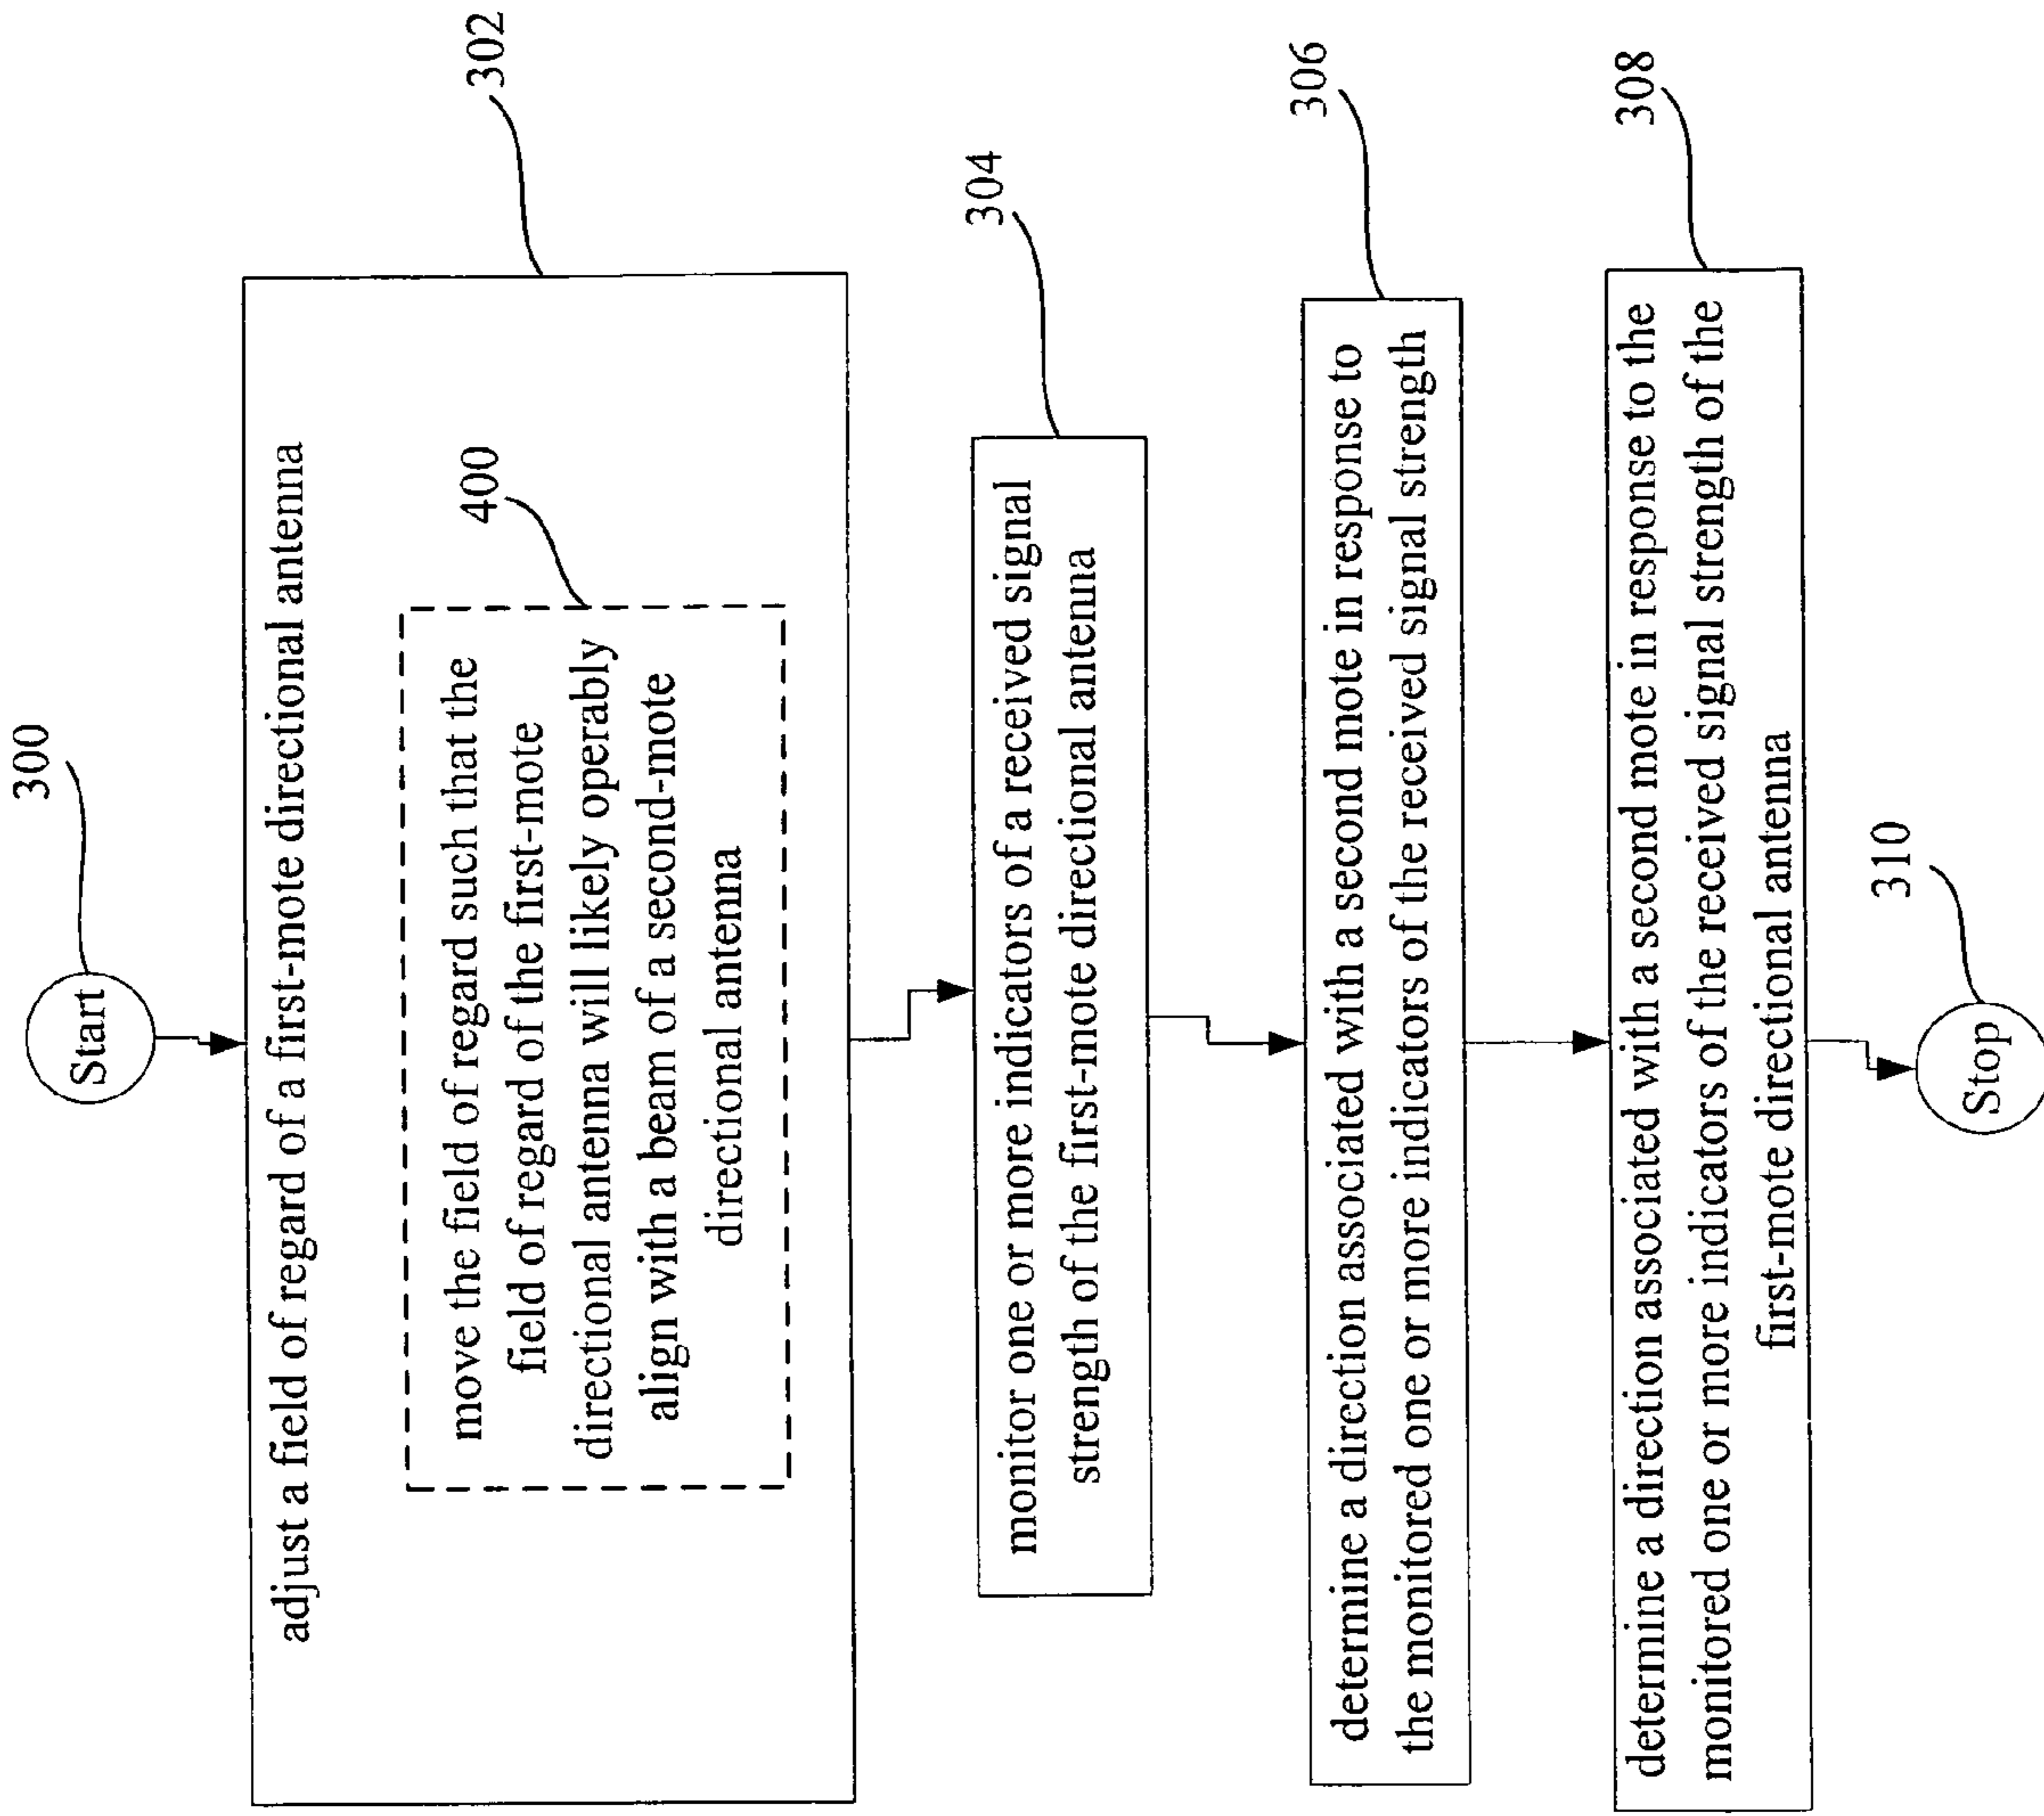 300
Start
302
adjust a field of regard of a first-mote directional antenna
400
move the field of regard such that the
field of regard of the first-mote
directional antenna will likely operably
align with a beam of a second-mote
directional antenna
304
monitor one or more indicators of a received signal
strength of the first-mote directional antenna
306
determine a direction associated with a second mote in response to
the monitored one or more indicators of the received signal strength
308
determine a direction associated with a second mote in response to the
monitored one or more indicators of the received signal strength of the
first-mote directional antenna
310
Stop